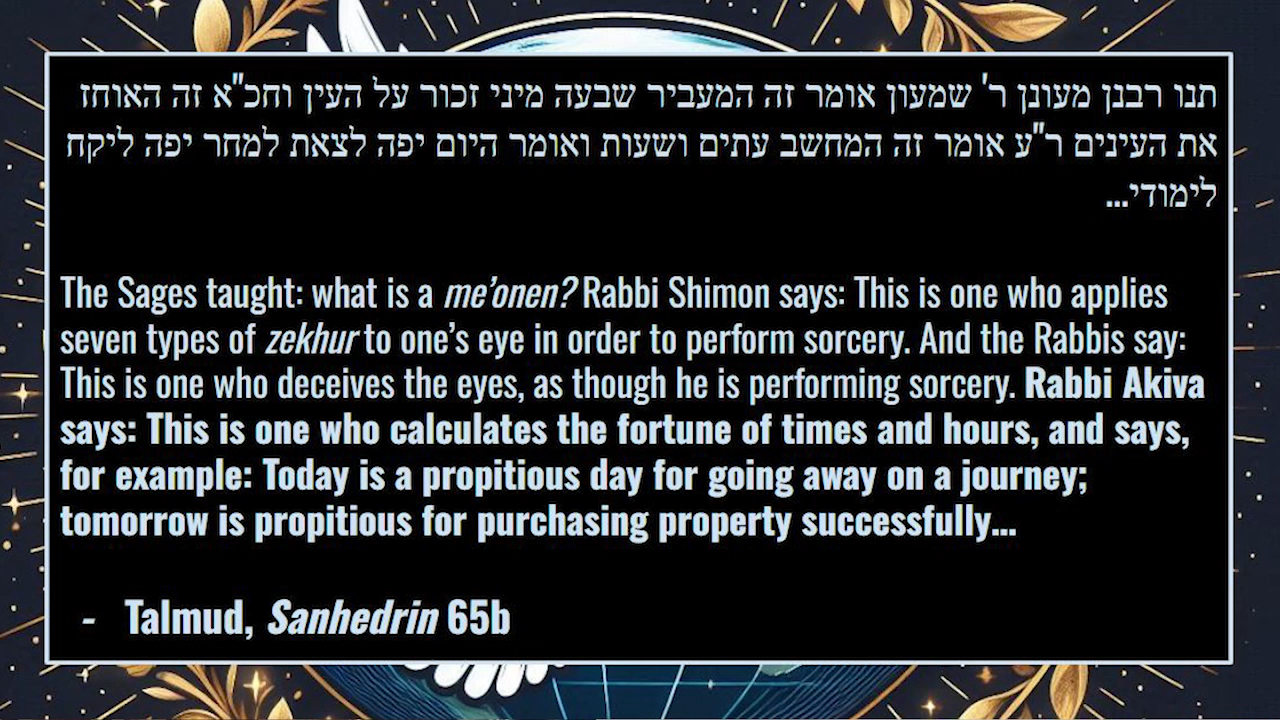 תנו רבנן מעונן ר' שמעון אומר זה המעביר שבעה מיני זכור על העין וחכ"א זה האוחז
את העינים ר"ע אומר זה המחשב עתים ושעות ואומר היום יפה לצאת למחר יפה ליקח
לימודי...
The Sages taught: what is a me’onen? Rabbi Shimon says: This is one who applies
seven types of zekhur to one’s eye in order to perform sorcery. And the Rabbis say:
This is one who deceives the eyes, as though he is performing sorcery. Rabbi Akiva
says: This is one who calculates the fortune of times and hours, and says,
for example: Today is a propitious day for going away on a journey;
tomorrow is propitious for purchasing property successfully...
- Talmud, Sanhedrin 65b